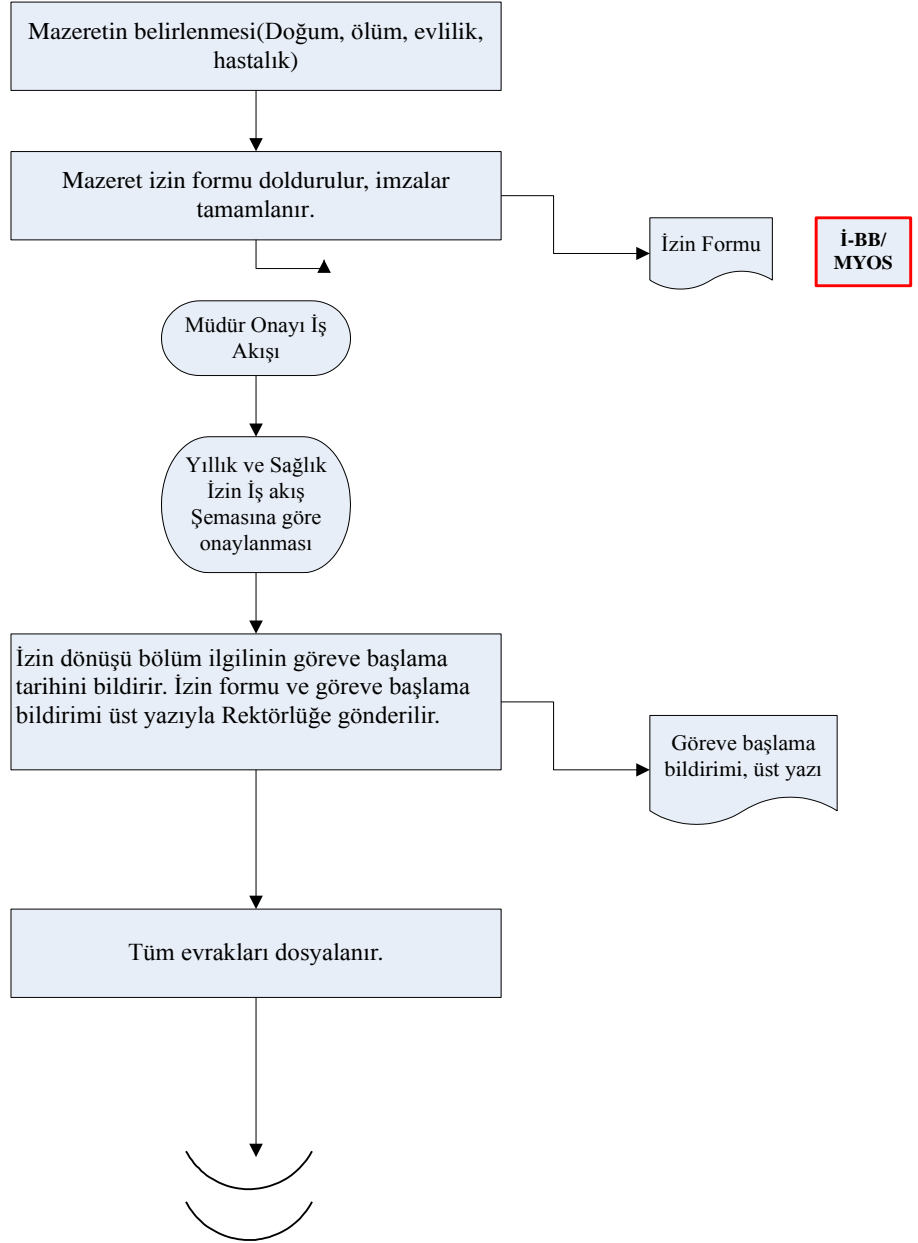 Mazeretin belirlenmesi(Doğum, ölüm, evlilik,
hastalık)
Mazeret izin formu doldurulur, imzalar
tamamlanır.
İzin Formu
İ-BB/
MYOS
Müdür Onayı İş
Akışı
Yıllık ve Sağlık
İzin İş akış
Şemasına göre
onaylanması
İzin dönüşü bölüm ilgilinin göreve başlama
tarihini bildirir. İzin formu ve göreve başlama
bildirimi üst yazıyla Rektörlüğe gönderilir.
Göreve başlama
bildirimi, üst yazı
Tüm evrakları dosyalanır.